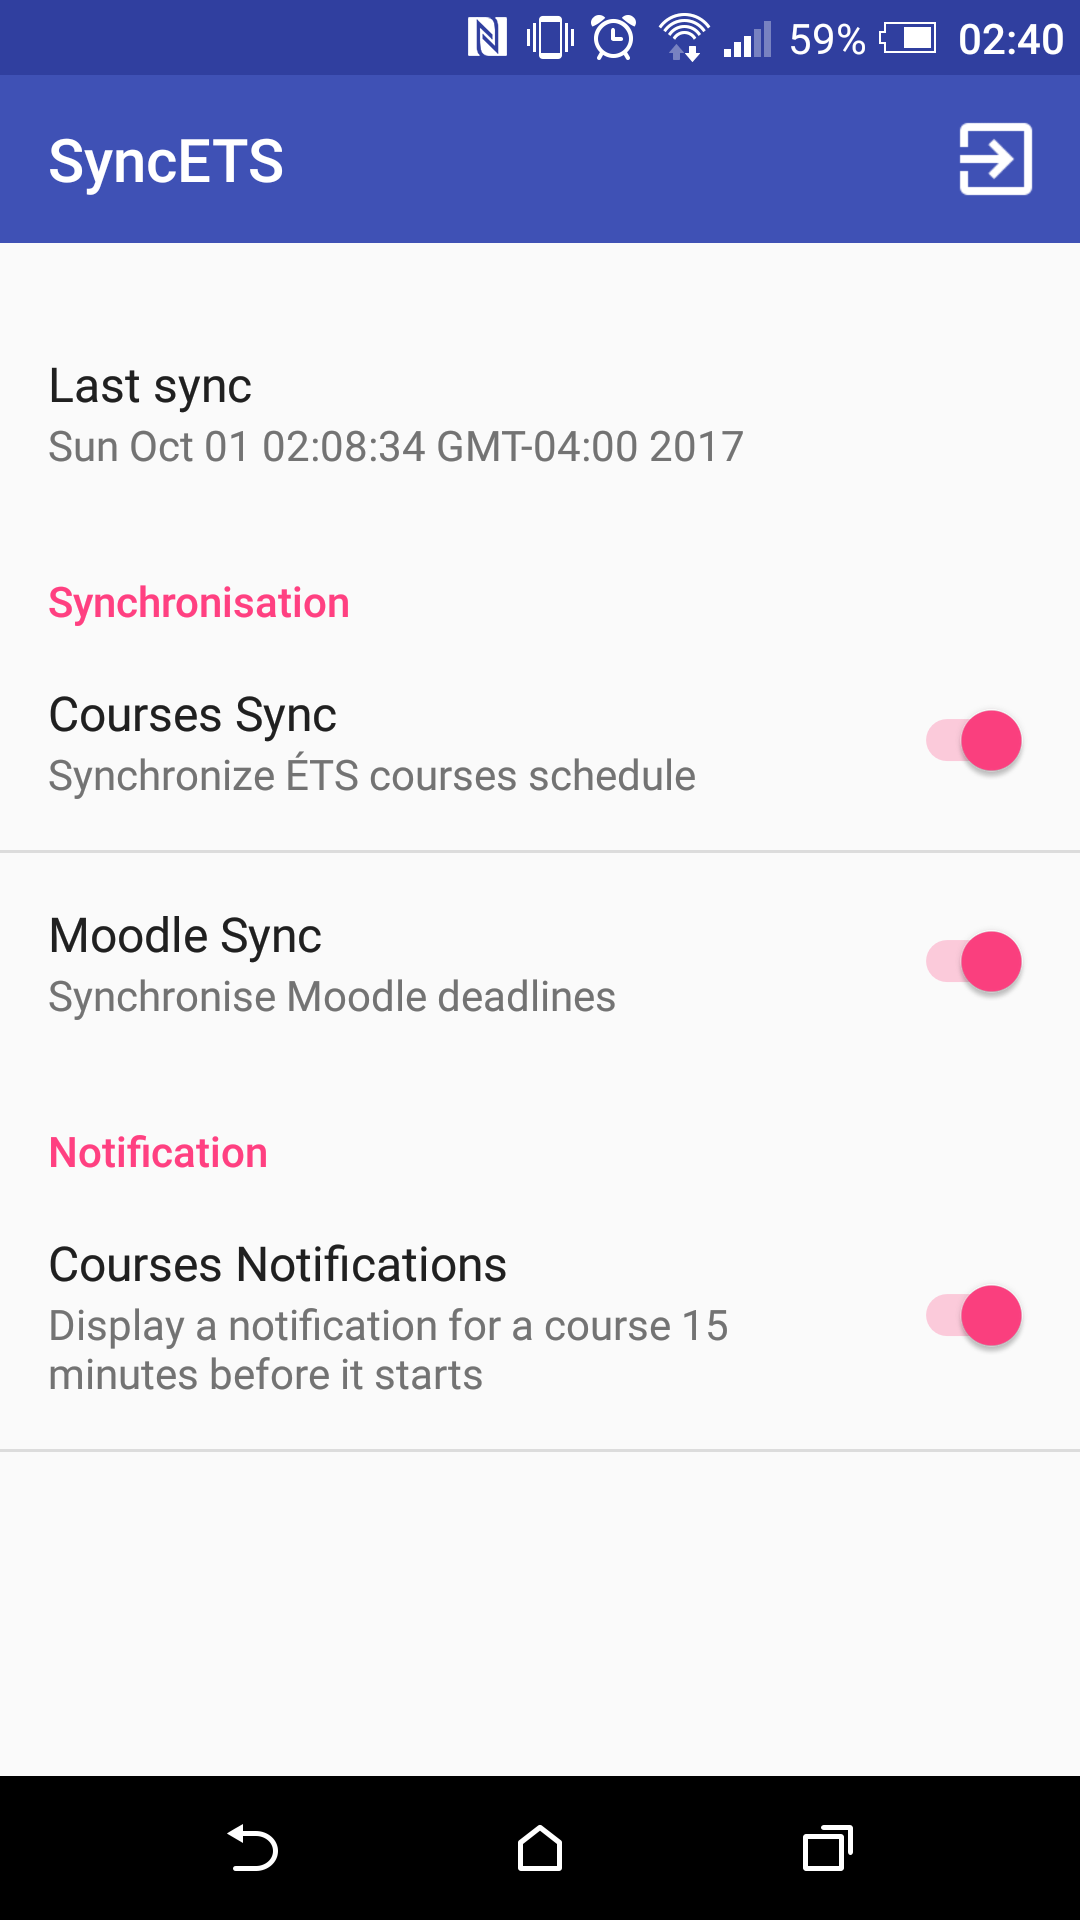 59% 02:40
SyncETS
Last sync
Sun Oct 01 02:08:34 GMT-04:00 2017
Synchronisation
Courses Sync
Synchronize ÉTS courses schedule
Moodle Sync
Synchronise Moodle deadlines
Notification
Courses Notifications
Display a notification for a course 15
minutes before it starts